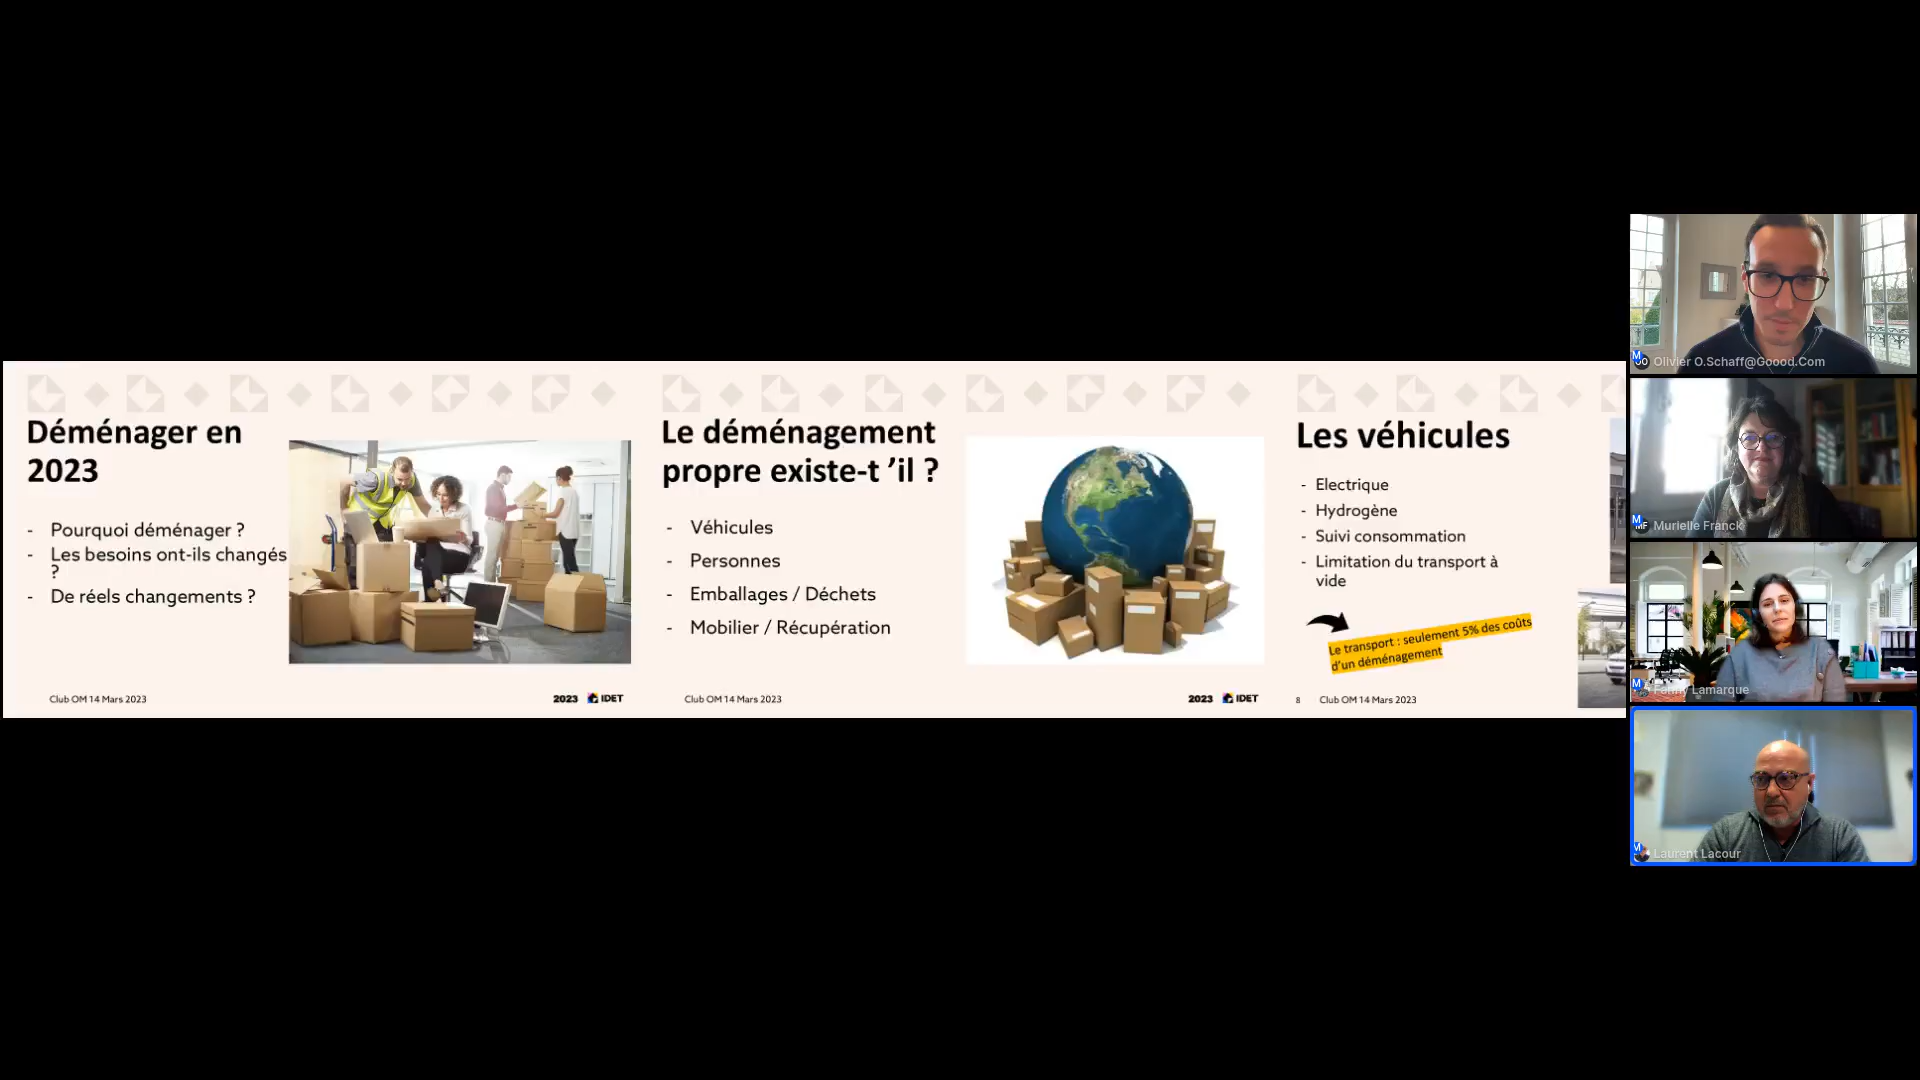 Déménager en
2023
- Pourquoi déménager ?
- Les besoins ont-ils changés
?
- De réels changements ?
Club OM 14 Mars 2023
2023 IDET
Le déménagement
propre existe-t ’il ?
- Véhicules
- Personnes
- Emballages / Déchets
- Mobilier / Récupération
Club OM 14 Mars 2023
2023 IDET
Les véhicules
- Electrique
- Hydrogène
- Suivi consommation
- Limitation du transport à
vide
Le transport : seulement 5% des coûts
d’un déménagement
8 Club OM 14 Mars 2023
M OO Olivier O.Schaff@Goood.Com
M MF Murielle Franck
M Fanny Lamarque
M Laurent Lacour